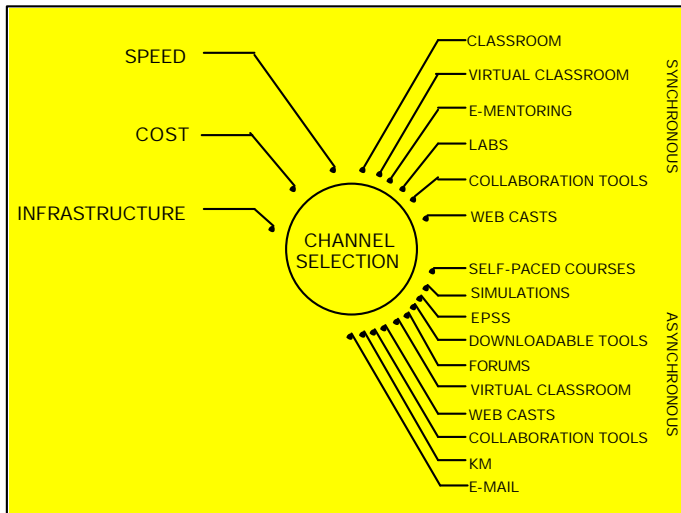 SPEED
COST
INFRASTRUCTURE
CHANNEL
SELECTION
CLASSROOM
VIRTUAL CLASSROOM
E-MENTORING
LABS
COLLABORATION TOOLS
WEB CASTS
SYNCHRONOUS
SELF-PACED COURSES
SIMULATIONS
EPSS
DOWNLOADABLE TOOLS
FORUMS
VIRTUAL CLASSROOM
WEB CASTS
COLLABORATION TOOLS
KM
E-MAIL
ASYNCHRONOUS